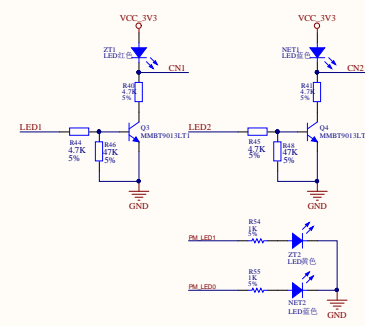 VCC_3V3
VCC_3V3
ZT1
LED红色
NET1
LED蓝色
CN1
CN2
R40
4.7K
5%
R41
4.7K
5%
LED1
Q3
MMBT9013LT1
LED2
Q4
MMBT9013LT
R44
4.7K
5%
R46
47K
5%
R45
4.7K
5%
R48
47K
5%
GND
GND
PM_LED1
R54
1K
5%
ZT2
LED黄色
PM_LED0
R55
1K
5%
NET2
LED蓝色
GND